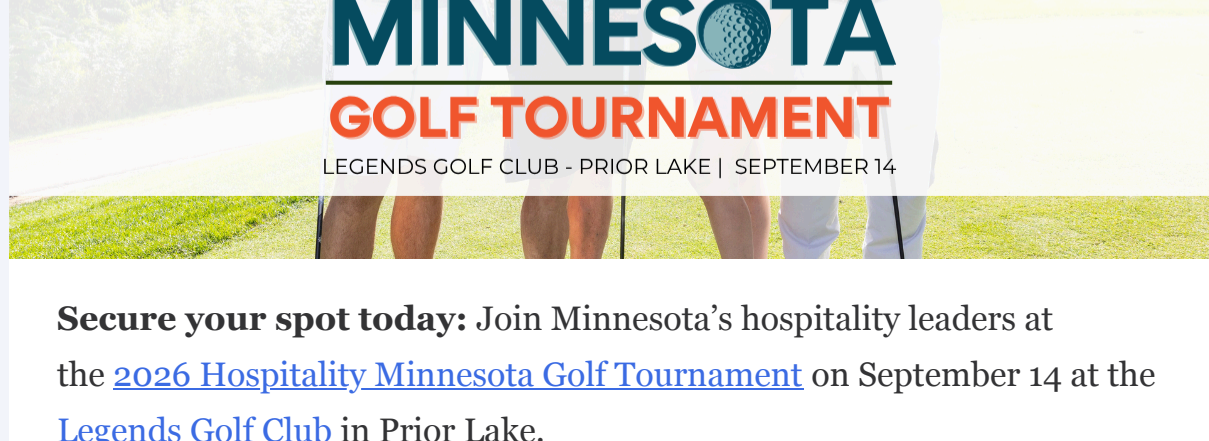 MINNESOTA
GOLF TOURNAMENT
LEGENDS GOLF CLUB - PRIOR LAKE | SEPTEMBER 14
Secure your spot today: Join Minnesota’s hospitality leaders at
the 2026 Hospitality Minnesota Golf Tournament on September 14 at the
Legends Golf Club in Prior Lake.